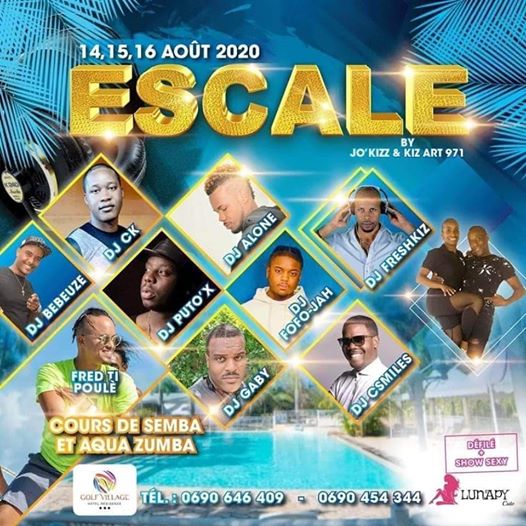 14,15,16 AOÛT 2020
ESCALE
BY
JO'KIZZ & KIZ ART 971
DJ CK
DJ ALONE
DJ FRESHKIZ
DJ BEBEUZE
DJ PUTO'X
DJ
FOFO-JAH
FRED TI
POULE
DJ GABY
DJ CSMILES
COURS DE SEMBA
ET AQUA ZUMBA
DÉFILÉ
+
SHOW SEXY
GOLF VILLAGE
HOTEL RESIDENCE
TÉL. : 0690 646 409 - 0690 454 344
LUNAPY